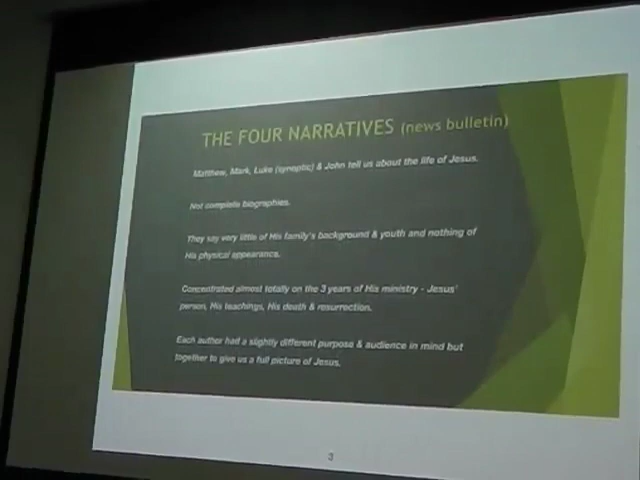 THE FOUR NARRATIVES (news bulletin)
Matthew, Mark, Luke (synoptic) & John tell us about the life of Jesus.
Not complete biographies.
They say very little of His family's background & youth and nothing of
His physical appearance.
Concentrated almost totally on the 3 years of His ministry - Jesus'
person, His teachings, His death & resurrection.
Each author had a slightly different purpose & audience in mind but
together to give us a full picture of Jesus.
3